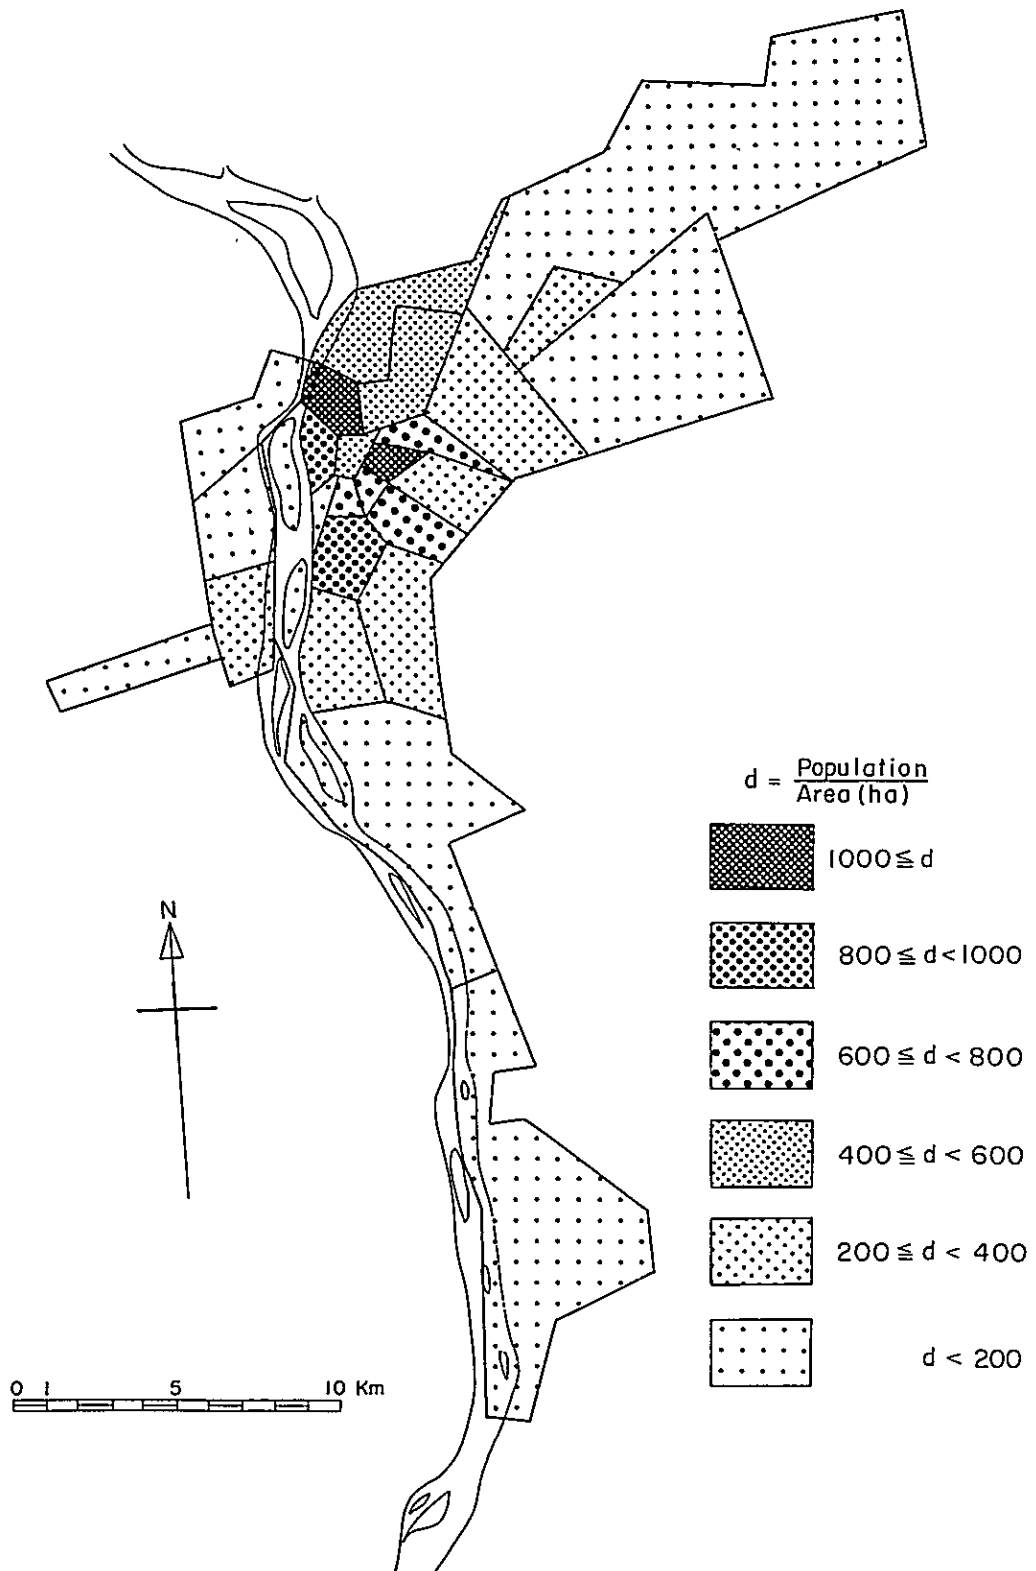 d = Population
Area (ha)
1000 ≦ d
800 ≦ d < 1000
600 ≦ d < 800
400 ≦ d < 600
200 ≦ d < 400
d < 200
N
0 1 5 10 Km